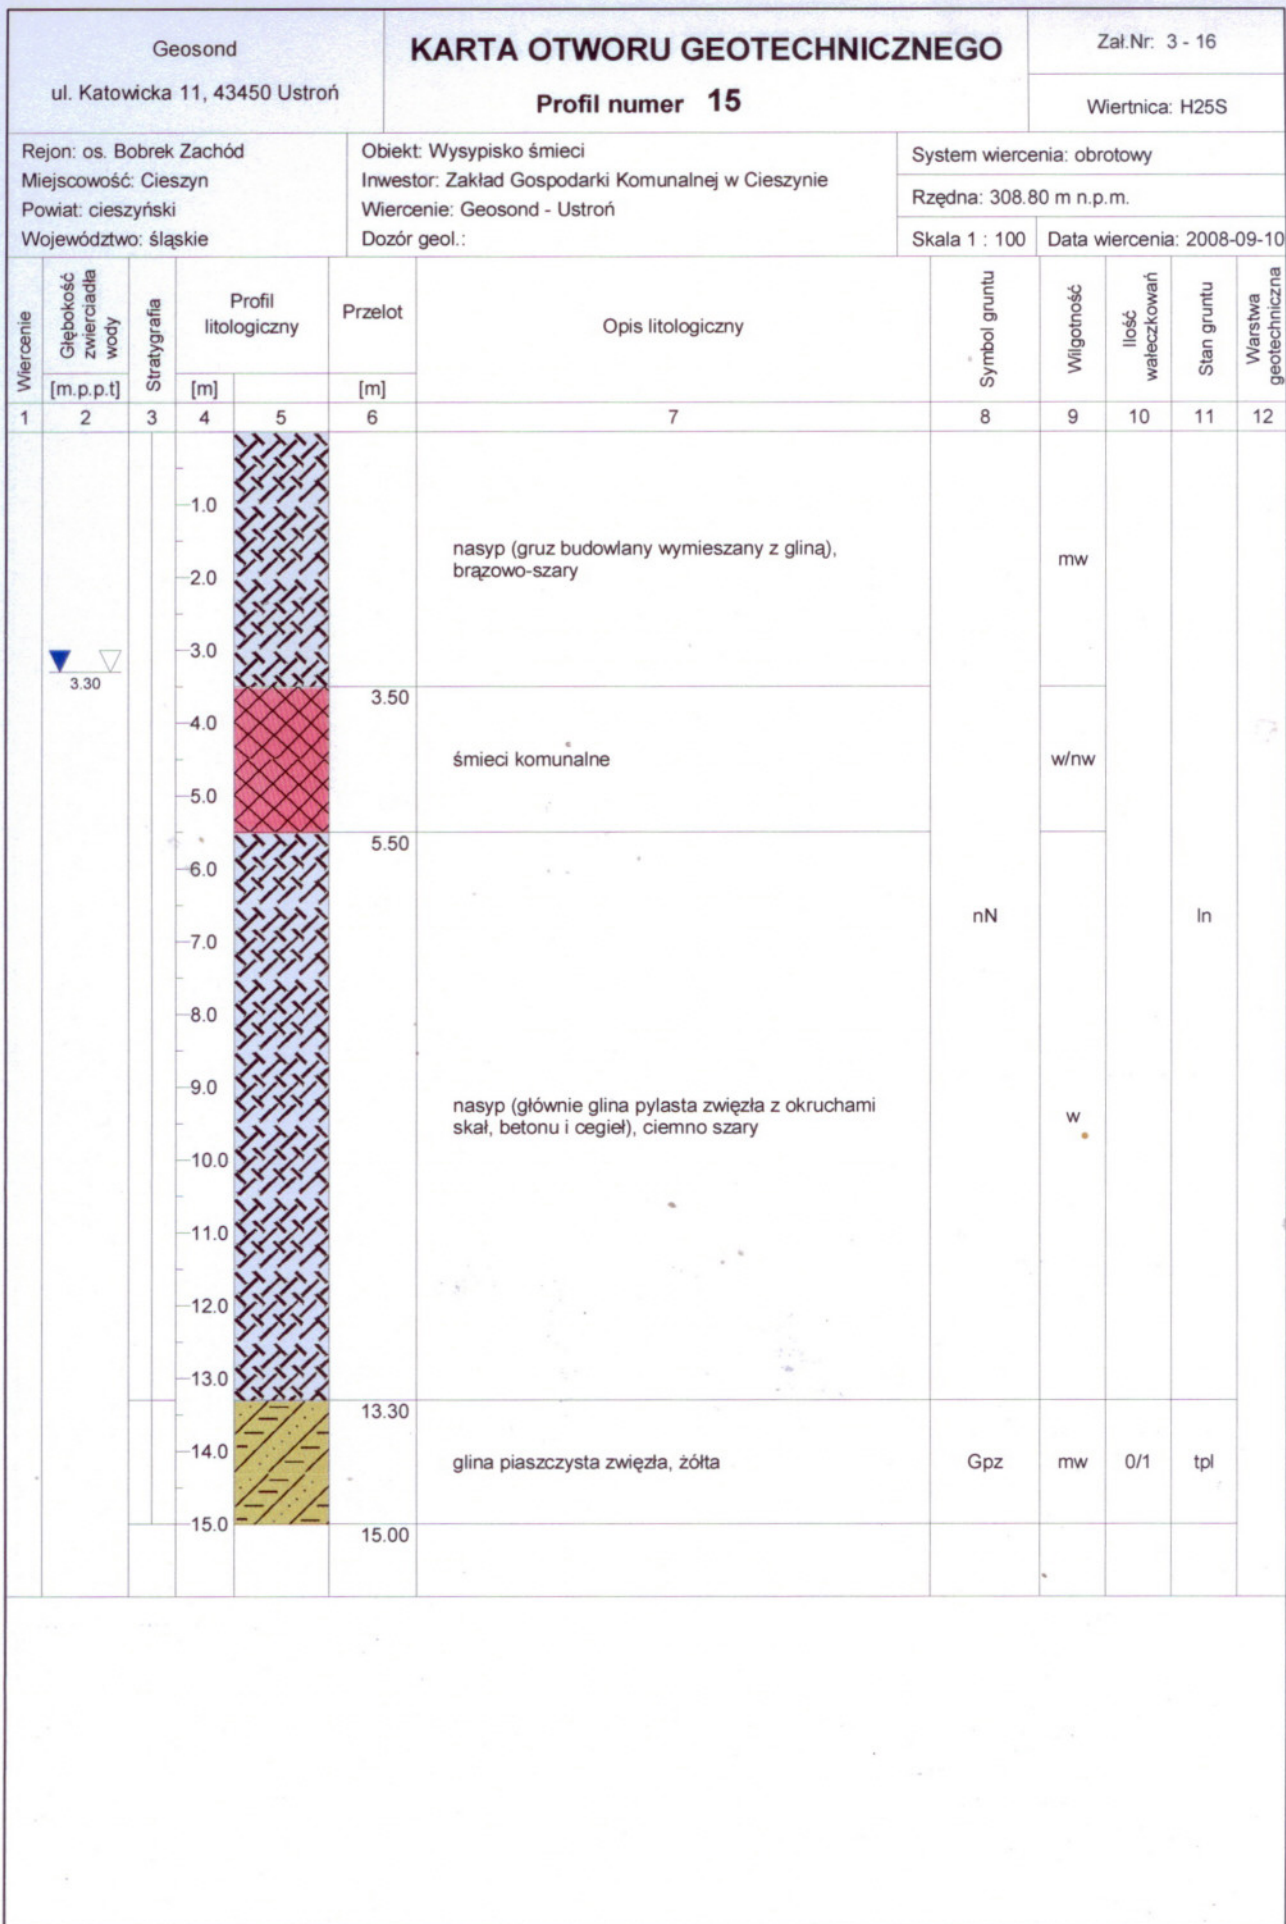 Geosond
ul. Katowicka 11, 43450 Ustroń
KARTA OTWORU GEOTECHNICZNEGO
Profil numer 15
Zał.Nr: 3 - 16
Wiertnica: H25S
Rejon: os. Bobrek Zachód
Miejscowość: Cieszyn
Powiat: cieszyński
Województwo: śląskie
Obiekt: Wysypisko śmieci
Inwestor: Zakład Gospodarki Komunalnej w Cieszynie
Wiercenie: Geosond - Ustroń
Dozór geol.:
System wiercenia: obrotowy
Rzędna: 308.80 m n.p.m.
Skala 1 : 100
Data wiercenia: 2008-09-10
Wiercenie
Głębokość
zwierciadła
wody
[m.p.p.t]
Stratygrafia
Profil
litologiczny
[m]
Przelot
[m]
Opis litologiczny
Symbol gruntu
Wilgotność
Ilość
wałeczkowań
Stan gruntu
Warstwa
geotechniczna
1 2 3 4 5 6 7 8 9 10 11 12
1.0
nasyp (gruz budowlany wymieszany z gliną),
brązowo-szary
mw
2.0
3.0
3.30
3.50
4.0
śmieci komunalne
w/nw
5.0
5.50
6.0
nN
ln
7.0
8.0
9.0
nasyp (głównie glina pylasta zwięzła z okruchami
skał, betonu i cegieł), ciemno szary
w
10.0
11.0
12.0
13.0
13.30
14.0
glina piaszczysta zwięzła, żółta
Gpz
mw
0/1
tpl
15.0
15.00